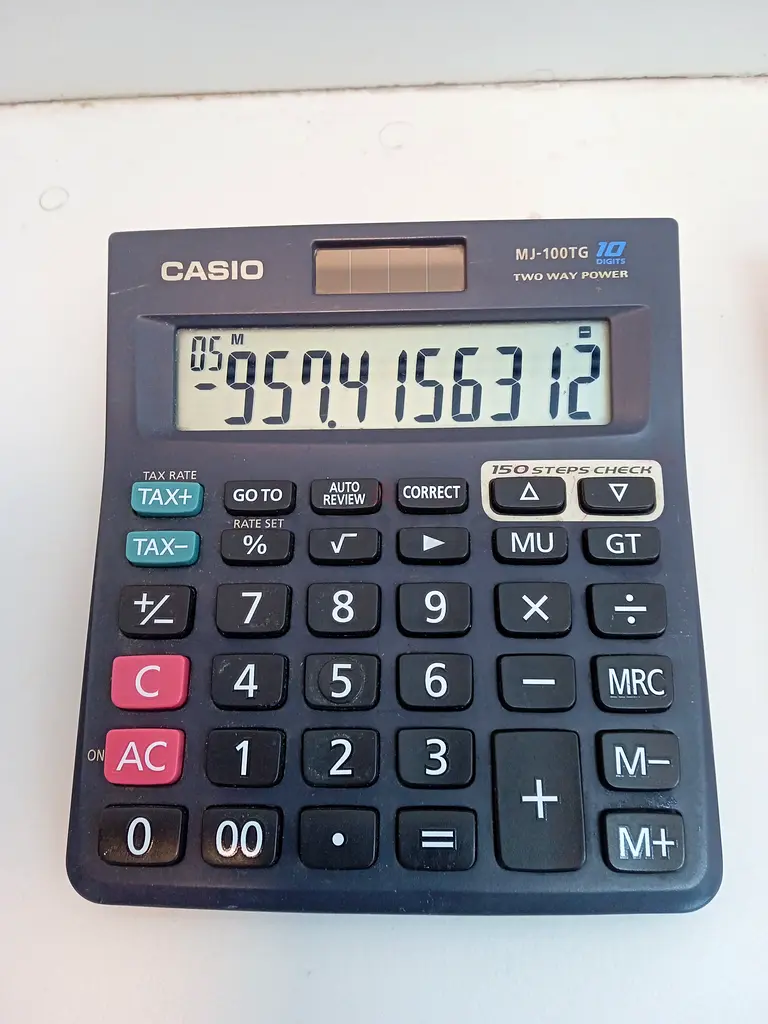 CASIO
MJ-100TG 10 DIGITS
TWO WAY POWER
05 M −
-957.4156312
TAX RATE
150 STEPS CHECK
TAX+ GO TO AUTO REVIEW CORRECT △ ▽
RATE SET
TAX− % √ ► MU GT
+/− 7 8 9 × ÷
C 4 5 6 − MRC
ON AC 1 2 3 + M−
0 00 • = M+